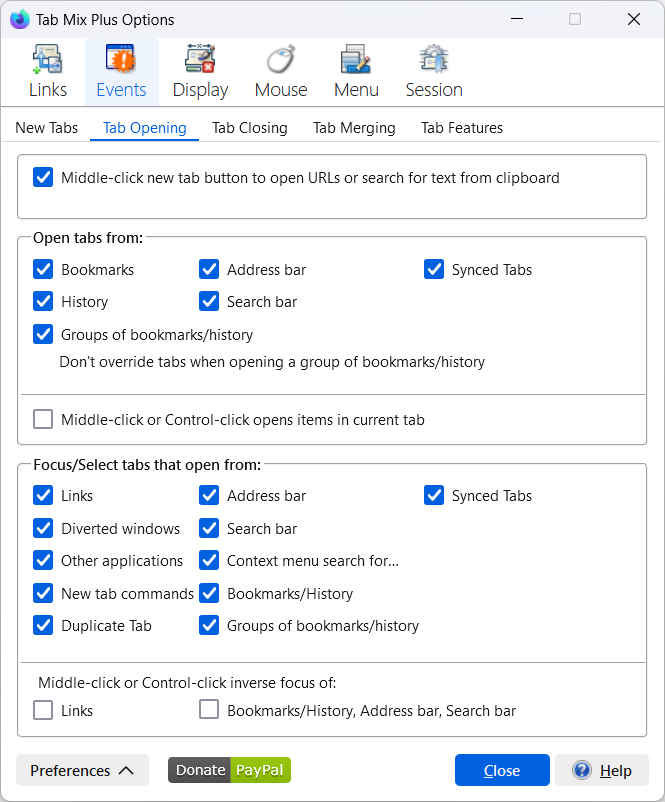 Tab Mix Plus Options
Links Events Display Mouse Menu Session
New Tabs Tab Opening Tab Closing Tab Merging Tab Features
Middle-click new tab button to open URLs or search for text from clipboard
Open tabs from:
Bookmarks Address bar Synced Tabs
History Search bar
Groups of bookmarks/history
Don't override tabs when opening a group of bookmarks/history
Middle-click or Control-click opens items in current tab
Focus/Select tabs that open from:
Links Address bar Synced Tabs
Diverted windows Search bar
Other applications Context menu search for...
New tab commands Bookmarks/History
Duplicate Tab Groups of bookmarks/history
Middle-click or Control-click inverse focus of:
Links Bookmarks/History, Address bar, Search bar
Preferences Donate PayPal Close Help